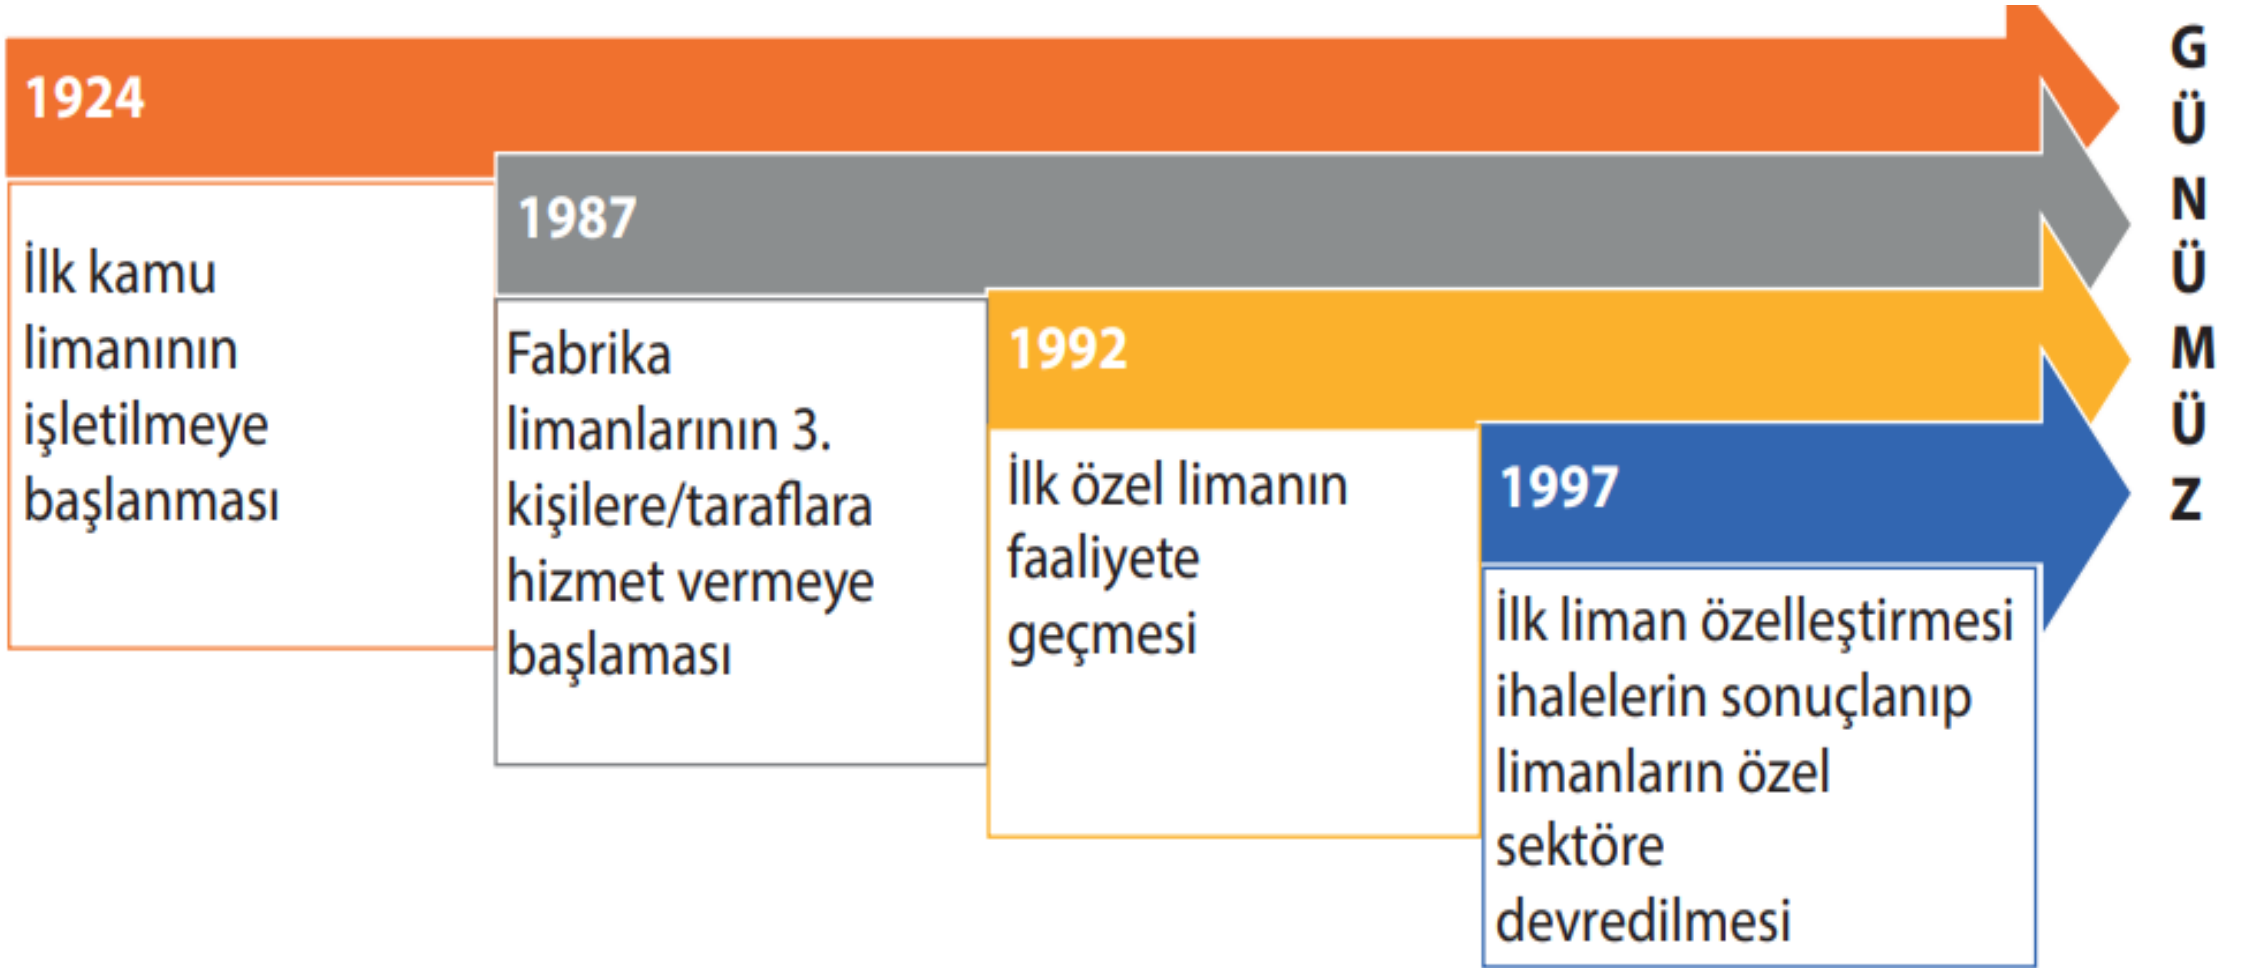 1924
İlk kamu
limanının
işletilmeye
başlanması
1987
Fabrika
limanlarının 3.
kişilere/taraflara
hizmet vermeye
başlaması
1992
İlk özel limanın
faaliyete
geçmesi
1997
İlk liman özelleştirmesi
ihalelerin sonuçlanıp
limanların özel
sektöre
devredilmesi
G
Ü
N
Ü
M
Ü
Z